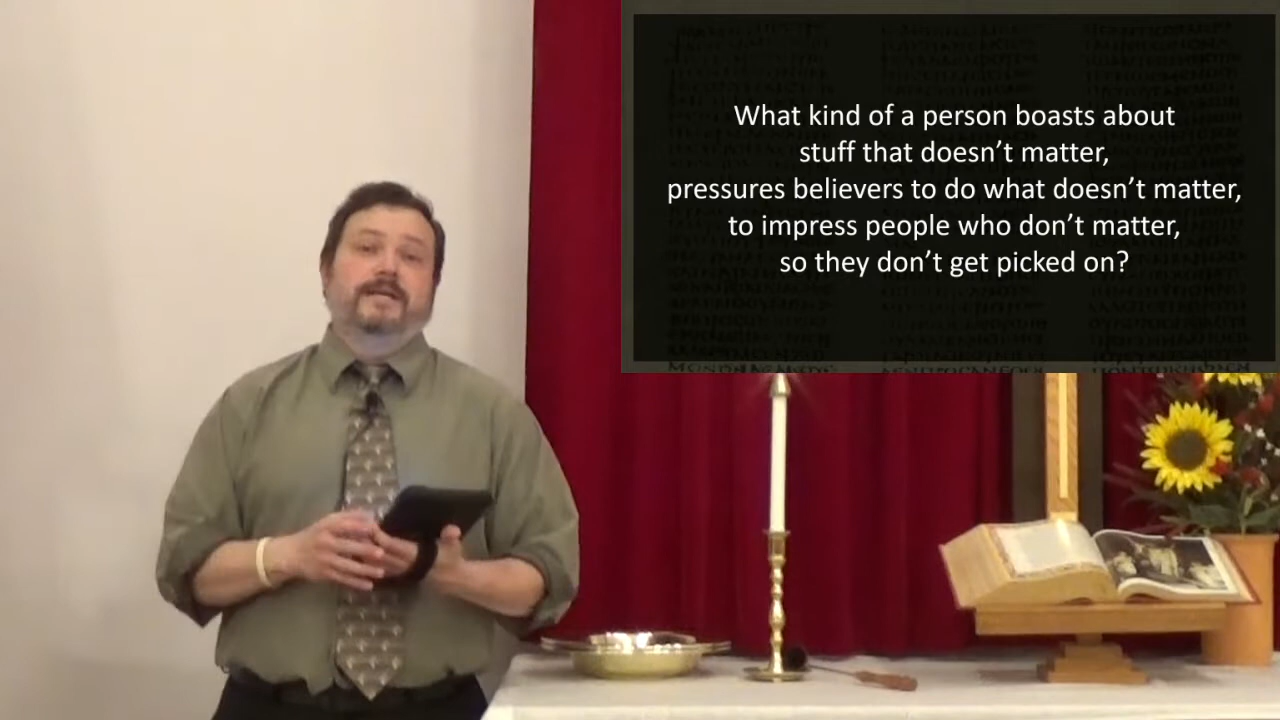 What kind of a person boasts about
stuff that doesn’t matter,
pressures believers to do what doesn’t matter,
to impress people who don’t matter,
so they don’t get picked on?